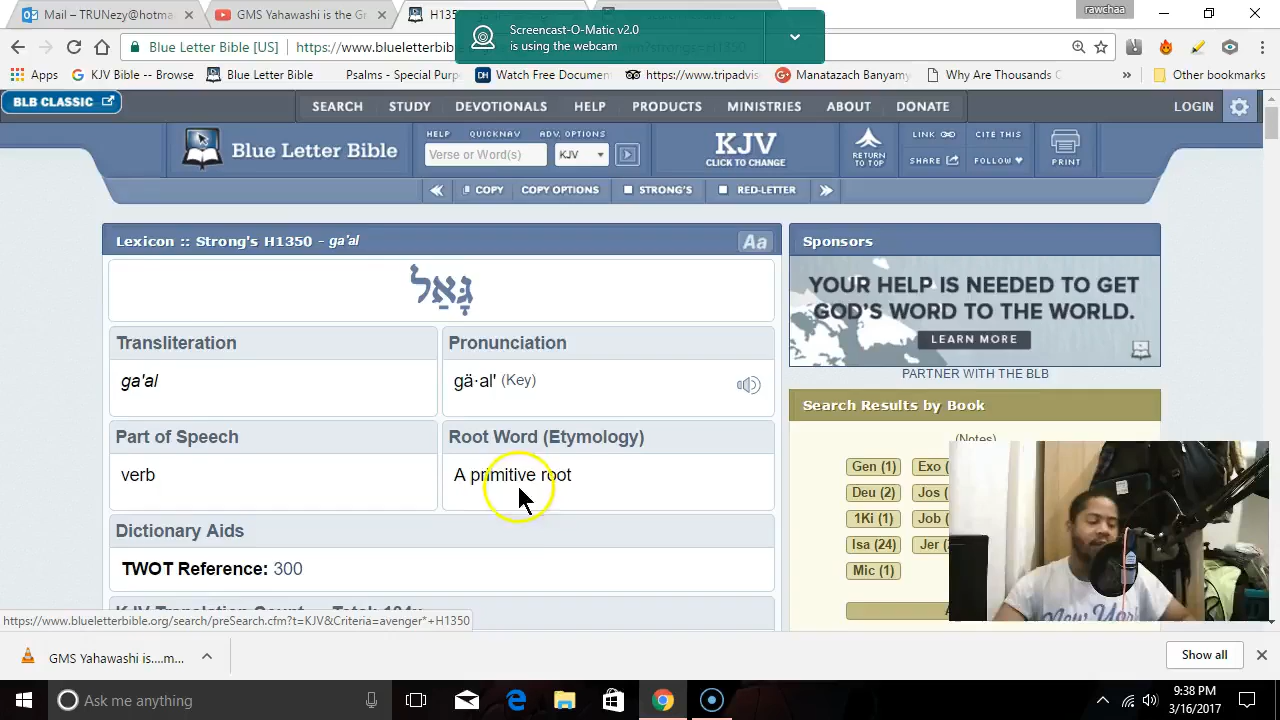 Mail – TRUNezy@hotma
GMS Yahawashi is the Gr
H13
rawchaa
Screencast-O-Matic v2.0
is using the webcam
Blue Letter Bible [US]
https://www.blueletterbib
strongs=H1350
Apps
KJV Bible -- Browse
Blue Letter Bible
Psalms - Special Purp
Watch Free Documen
https://www.tripadvis
Manatazach Banyamy
Why Are Thousands
»
Other bookmarks
BLB CLASSIC
SEARCH
STUDY
DEVOTIONALS
HELP
PRODUCTS
MINISTRIES
ABOUT
DONATE
LOGIN
Blue Letter Bible
HELP
QUICKNAV
ADV. OPTIONS
Verse or Word(s)
KJV
KJV
CLICK TO CHANGE
RETURN
TO TOP
LINK
CITE THIS
SHARE
FOLLOW
PRINT
COPY
COPY OPTIONS
STRONG'S
RED-LETTER
Lexicon :: Strong's H1350 - ga'al
Aa
גָּאַל
Transliteration
Pronunciation
ga'al
gä·al' (Key)
Part of Speech
Root Word (Etymology)
verb
A primitive root
Dictionary Aids
TWOT Reference: 300
Sponsors
YOUR HELP IS NEEDED TO GET
GOD'S WORD TO THE WORLD.
LEARN MORE
PARTNER WITH THE BLB
Search Results by Book
(Notes)
Gen (1)
Exo
Deu (2)
Jos
1Ki (1)
Job
Isa (24)
Jer
Mic (1)
New York
https://www.blueletterbible.org/search/preSearch.cfm?t=KJV&Criteria=avenger*+H1350
GMS Yahawashi is....m...
Show all
Ask me anything
9:38 PM
3/16/2017